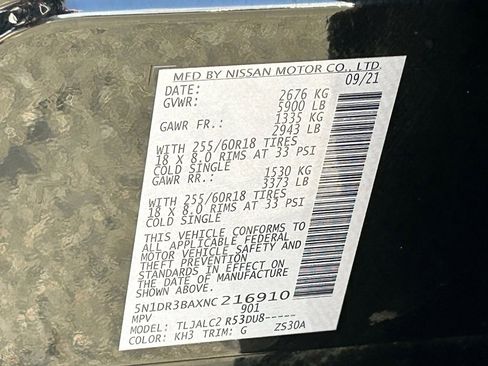 MFD BY NISSAN MOTOR CO., LTD.
DATE: 09/21
GVWR: 2676 KG
5900 LB
GAWR FR.: 1335 KG
2943 LB
WITH 255/60R18 TIRES
18 X 8.0 RIMS AT 33 PSI
COLD SINGLE
GAWR RR.: 1530 KG
3373 LB
WITH 255/60R18 TIRES
18 X 8.0 RIMS AT 33 PSI
COLD SINGLE
THIS VEHICLE CONFORMS TO
ALL APPLICABLE FEDERAL
MOTOR VEHICLE SAFETY AND
THEFT PREVENTION
STANDARDS IN EFFECT ON
THE DATE OF MANUFACTURE
SHOWN ABOVE.
5N1DR3BAXNC 216910
MPV 901
MODEL: TLJALC2 R53DU8-----
COLOR: KH3 TRIM: G ZS30A